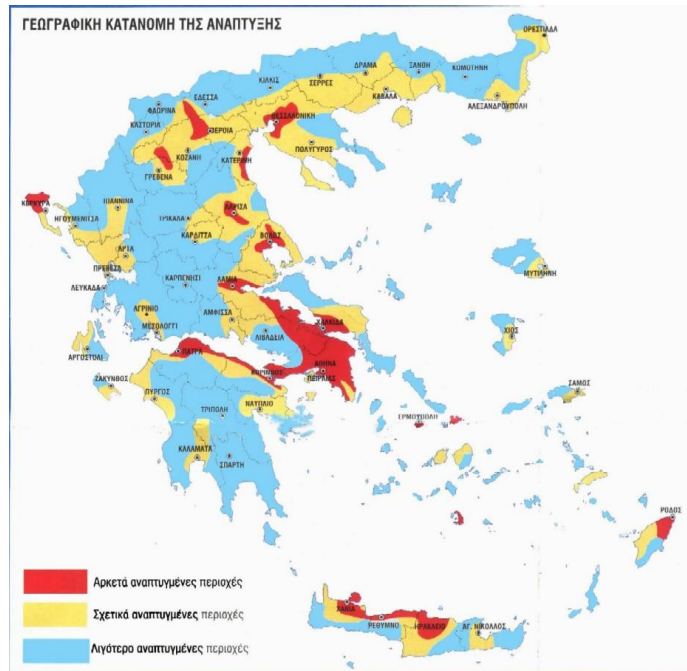 ΓΕΩΓΡΑΦΙΚΗ ΚΑΤΑΝΟΜΗ ΤΗΣ ΑΝΑΠΤΥΞΗΣ
ΟΡΕΣΤΙΑΔΑ
ΔΡΑΜΑ
ΞΑΝΘΗ
ΚΟΜΟΤΗΝΗ
ΣΕΡΡΕΣ
ΚΙΛΚΙΣ
ΚΑΒΑΛΑ
ΑΛΕΞΑΝΔΡΟΥΠΟΛΗ
ΕΔΕΣΣΑ
ΦΛΩΡΙΝΑ
ΘΕΣΣΑΛΟΝΙΚΗ
ΚΑΣΤΟΡΙΑ
ΒΕΡΟΙΑ
ΠΟΛΥΓΥΡΟΣ
ΚΟΖΑΝΗ
ΚΑΤΕΡΙΝΗ
ΓΡΕΒΕΝΑ
ΚΕΡΚΥΡΑ
ΙΩΑΝΝΙΝΑ
ΗΓΟΥΜΕΝΙΤΣΑ
ΤΡΙΚΑΛΑ
ΛΑΡΙΣΑ
ΚΑΡΔΙΤΣΑ
ΒΟΛΟΣ
ΑΡΤΑ
ΠΡΕΒΕΖΑ
ΜΥΤΙΛΗΝΗ
ΛΕΥΚΑΔΑ
ΚΑΡΠΕΝΗΣΙ
ΛΑΜΙΑ
ΑΓΡΙΝΙΟ
ΑΜΦΙΣΣΑ
ΜΕΣΟΛΟΓΓΙ
ΛΙΒΑΔΕΙΑ
ΧΑΛΚΙΔΑ
ΧΙΟΣ
ΑΡΓΟΣΤΟΛΙ
ΠΑΤΡΑ
ΑΘΗΝΑ
ΚΟΡΙΝΘΟΣ
ΠΕΙΡΑΙΑΣ
ΖΑΚΥΝΘΟΣ
ΣΑΜΟΣ
ΠΥΡΓΟΣ
ΝΑΥΠΛΙΟ
ΤΡΙΠΟΛΗ
ΕΡΜΟΥΠΟΛΗ
ΚΑΛΑΜΑΤΑ
ΣΠΑΡΤΗ
ΡΟΔΟΣ
Αρκετά αναπτυγμένες περιοχές
Σχετικά αναπτυγμένες περιοχές
Λιγότερο αναπτυγμένες περιοχές
ΧΑΝΙΑ
ΡΕΘΥΜΝΟ
ΗΡΑΚΛΕΙΟ
ΑΓ. ΝΙΚΟΛΛΟΣ